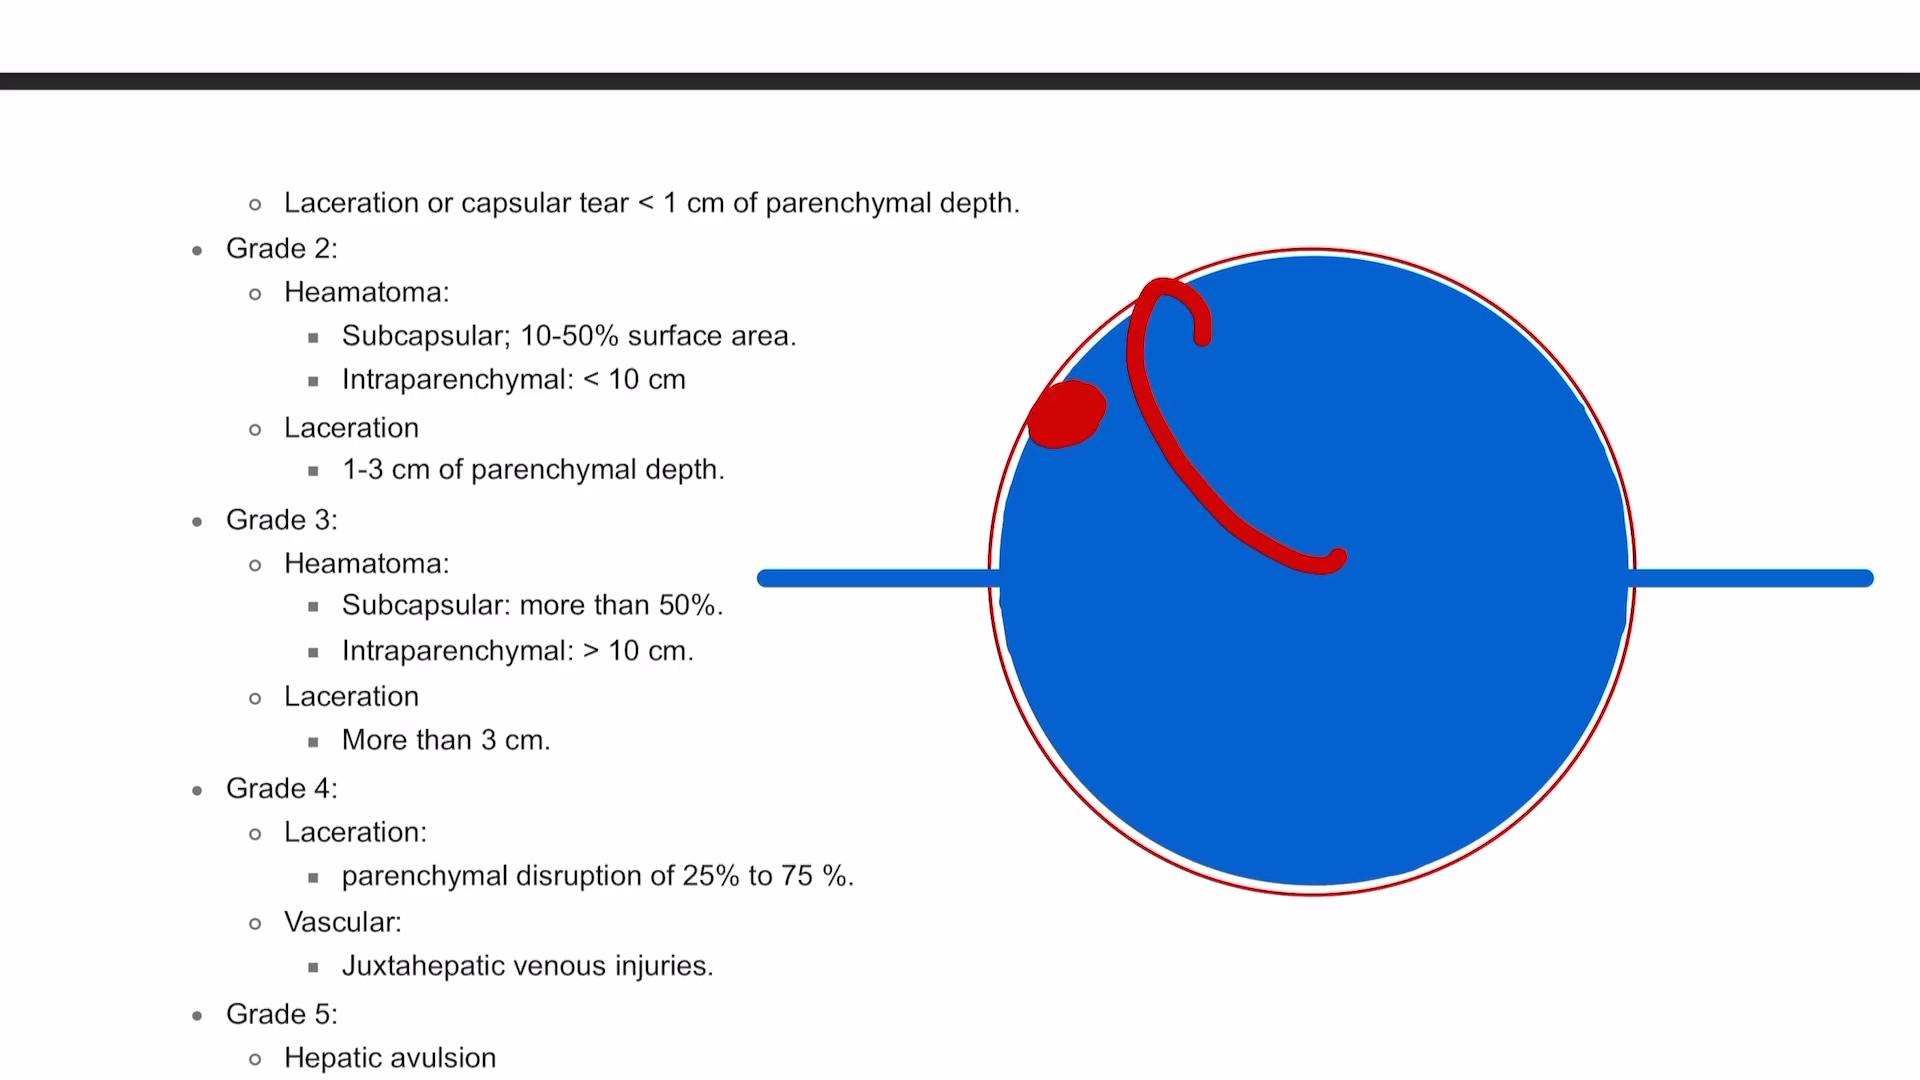 Laceration or capsular tear < 1 cm of parenchymal depth.
Grade 2:
Heamatoma:
Subcapsular; 10-50% surface area.
Intraparenchymal: < 10 cm
Laceration
1-3 cm of parenchymal depth.
Grade 3:
Heamatoma:
Subcapsular: more than 50%.
Intraparenchymal: > 10 cm.
Laceration
More than 3 cm.
Grade 4:
Laceration:
parenchymal disruption of 25% to 75 %.
Vascular:
Juxtahepatic venous injuries.
Grade 5:
Hepatic avulsion